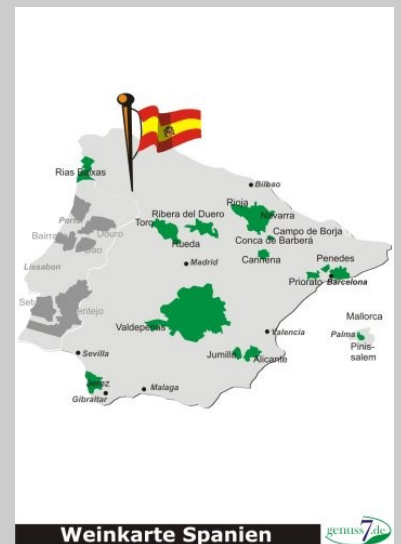 Bilbao
Rias Baixas
Rioja
Navarra
Ribera del Duero
Toro
Porto
Campo de Borja
Bairrada
Douro
Conca de Barberá
Rueda
Dão
Carinena
Penedes
Lissabon
Madrid
Priorato
Barcelona
Setú
Alentejo
Mallorca
Valdepeñas
Valencia
Palma
Pinis-
salem
Sevilla
Jumilla
Alicante
Jerez
Malaga
Gibraltar
Weinkarte Spanien
genuss7.de